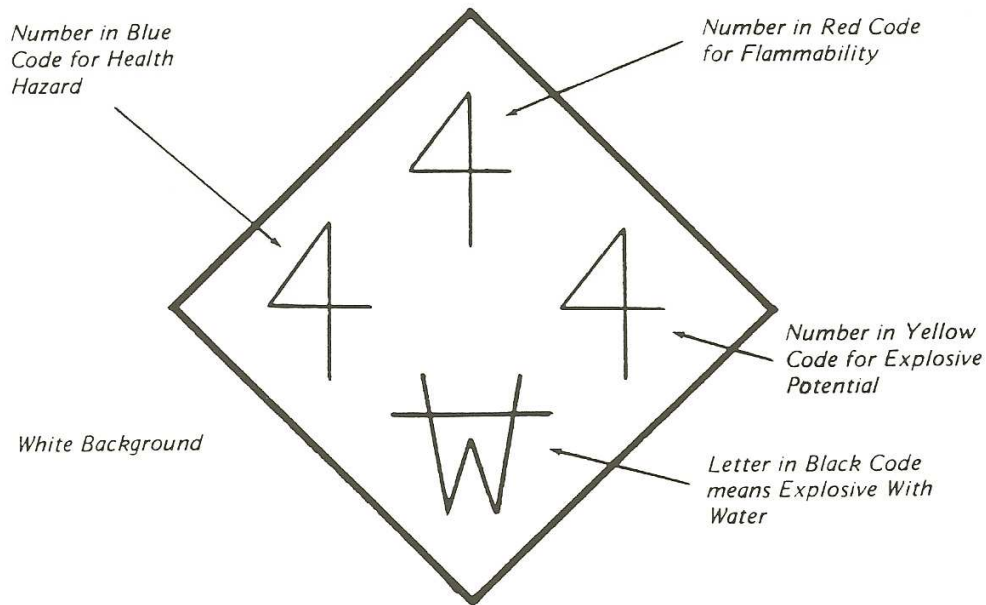 Number in Blue
Code for Health
Hazard
Number in Red Code
for Flammability
4
4
4
Number in Yellow
Code for Explosive
Potential
W
White Background
Letter in Black Code
means Explosive With
Water